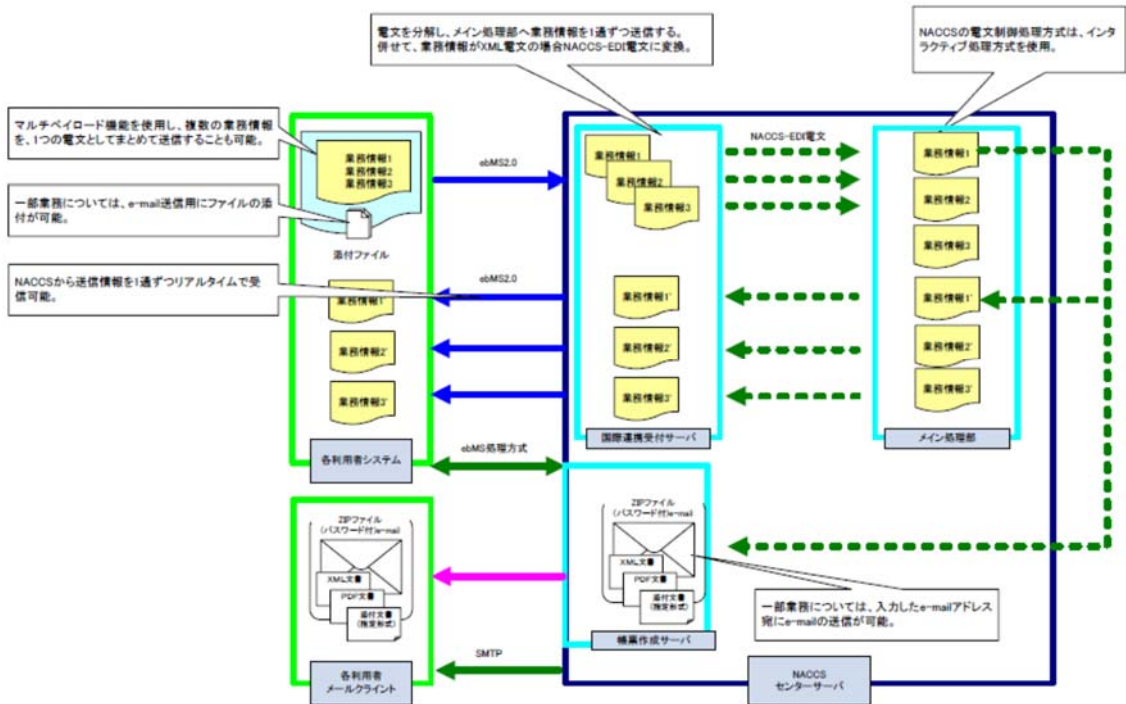 電文を分解し、メイン処理部へ業務情報を1通ずつ送信する。
併せて、業務情報がXML電文の場合NACCS-EDI電文に変換。
NACCSの電文制御処理方式は、インタ
ラクティブ処理方式を使用。
マルチペイロード機能を使用し、複数の業務情報
を、1つの電文としてまとめて送信することも可能。
一部業務については、e-mail送信用にファイルの添
付が可能。
NACCSから送信情報を1通ずつリアルタイムで受
信可能。
業務情報1
業務情報2
業務情報3
添付ファイル
業務情報1'
業務情報2'
業務情報3'
各利用者システム
ebMS2.0
ebMS2.0
ebMS処理方式
業務情報1
業務情報2
業務情報3
業務情報1'
業務情報2'
業務情報3'
国際連携受付サーバ
NACCS-EDI電文
業務情報1
業務情報2
業務情報3
業務情報1'
業務情報2'
業務情報3'
メイン処理部
ZIPファイル
(パスワード付)e-mail
XML文書
PDF文書
添付文書
(指定形式)
各利用者
メールクライント
SMTP
ZIPファイル
(パスワード付)e-mail
XML文書
PDF文書
添付文書
(指定形式)
帳票作成サーバ
一部業務については、入力したe-mailアドレス
宛にe-mailの送信が可能。
NACCS
センターサーバ